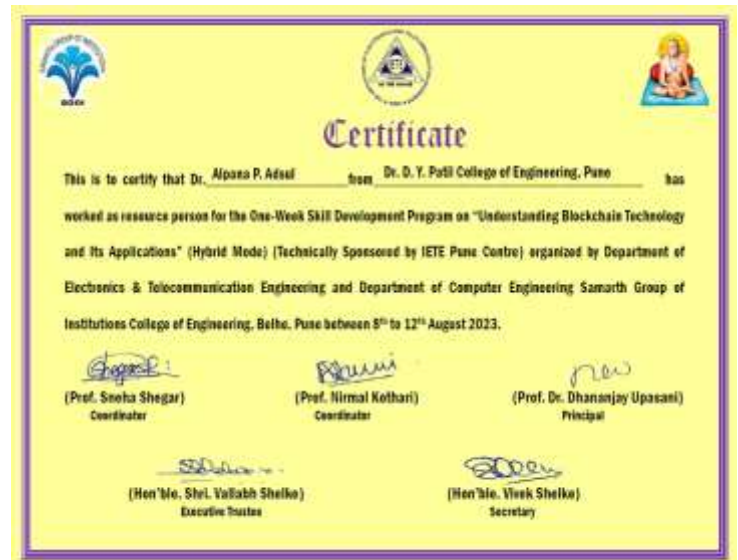 Certificate
This is to certify that Dr. Alpana P. Adsul from Dr. D. Y. Patil College of Engineering, Pune has
worked as resource person for the One-Week Skill Development Program on "Understanding Blockchain Technology
and Its Applications" (Hybrid Mode) (Technically Sponsored by IETE Pune Centre) organized by Department of
Electronics & Telecommunication Engineering and Department of Computer Engineering Samarth Group of
Institutions College of Engineering, Belhe, Pune between 8th to 12th August 2023.
(Prof. Sneha Shegar) (Prof. Nirmal Kothari) (Prof. Dr. Dhananjay Upasani)
Coordinator Coordinator Principal
(Hon'ble. Shri. Vallabh Shelke) (Hon'ble. Vivek Shelke)
Executive Trustee Secretary